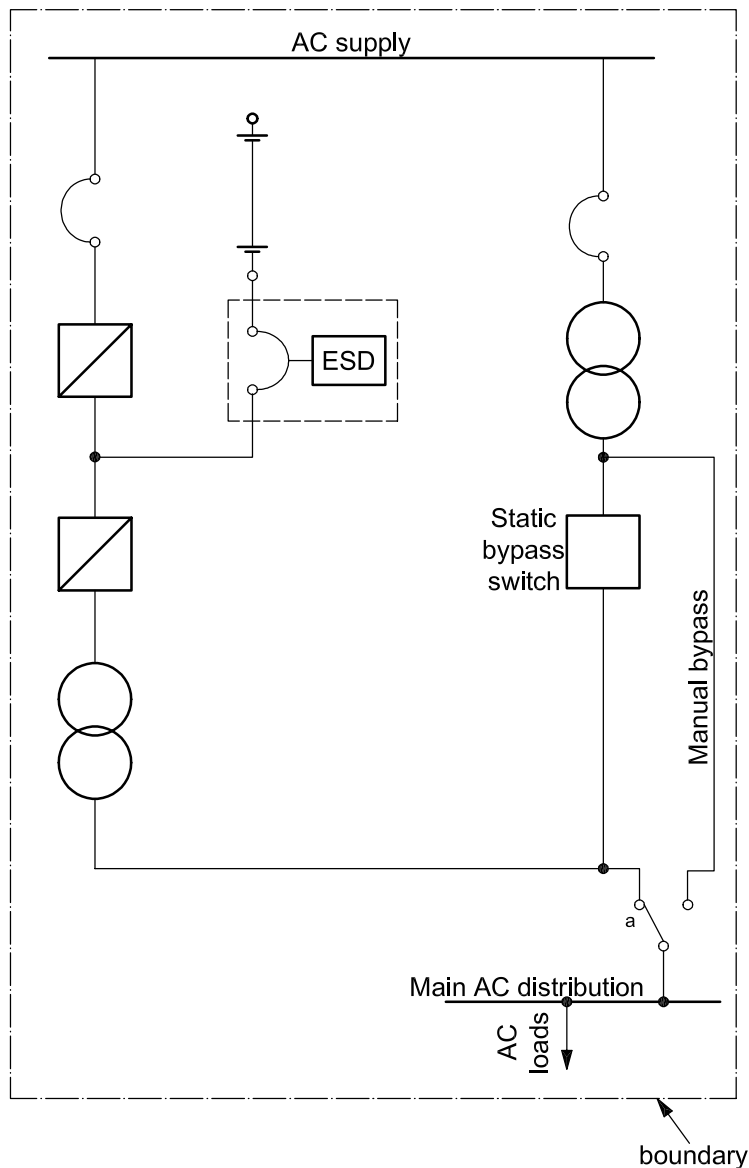 AC supply
ESD
Static
bypass
switch
Manual bypass
a
Main AC distribution
AC
loads
boundary